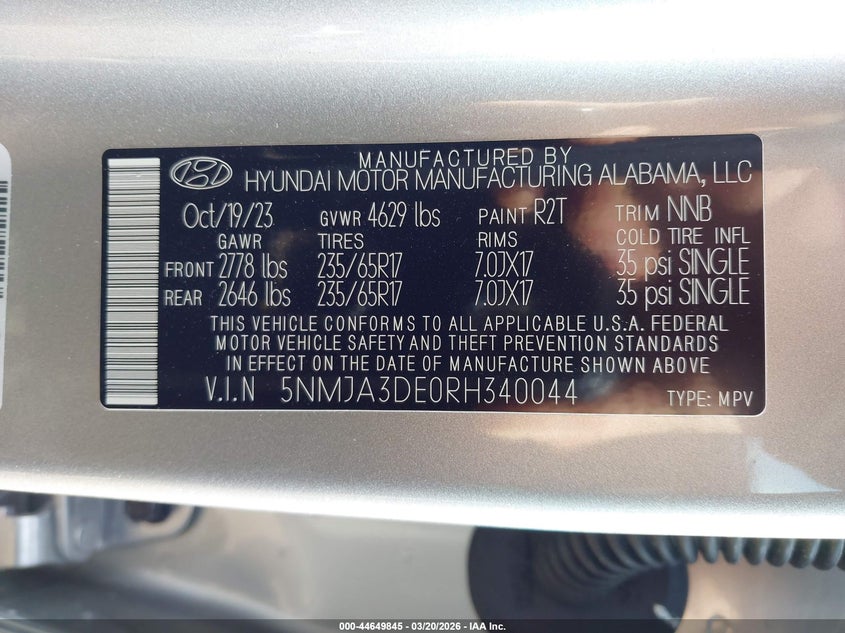 MANUFACTURED BY
HYUNDAI MOTOR MANUFACTURING ALABAMA, LLC
Oct/19/23 GVWR 4629 lbs PAINT R2T TRIM NNB
GAWR TIRES RIMS COLD TIRE INFL
FRONT 2778 lbs 235/65R17 7.0JX17 35 psi SINGLE
REAR 2646 lbs 235/65R17 7.0JX17 35 psi SINGLE
THIS VEHICLE CONFORMS TO ALL APPLICABLE U.S.A. FEDERAL
MOTOR VEHICLE SAFETY AND THEFT PREVENTION STANDARDS
IN EFFECT ON THE DATE OF MANUFACTURE SHOWN ABOVE
V.I.N 5NMJA3DE0RH340044 TYPE: MPV
000-44649845 - 03/20/2026 - IAA Inc.